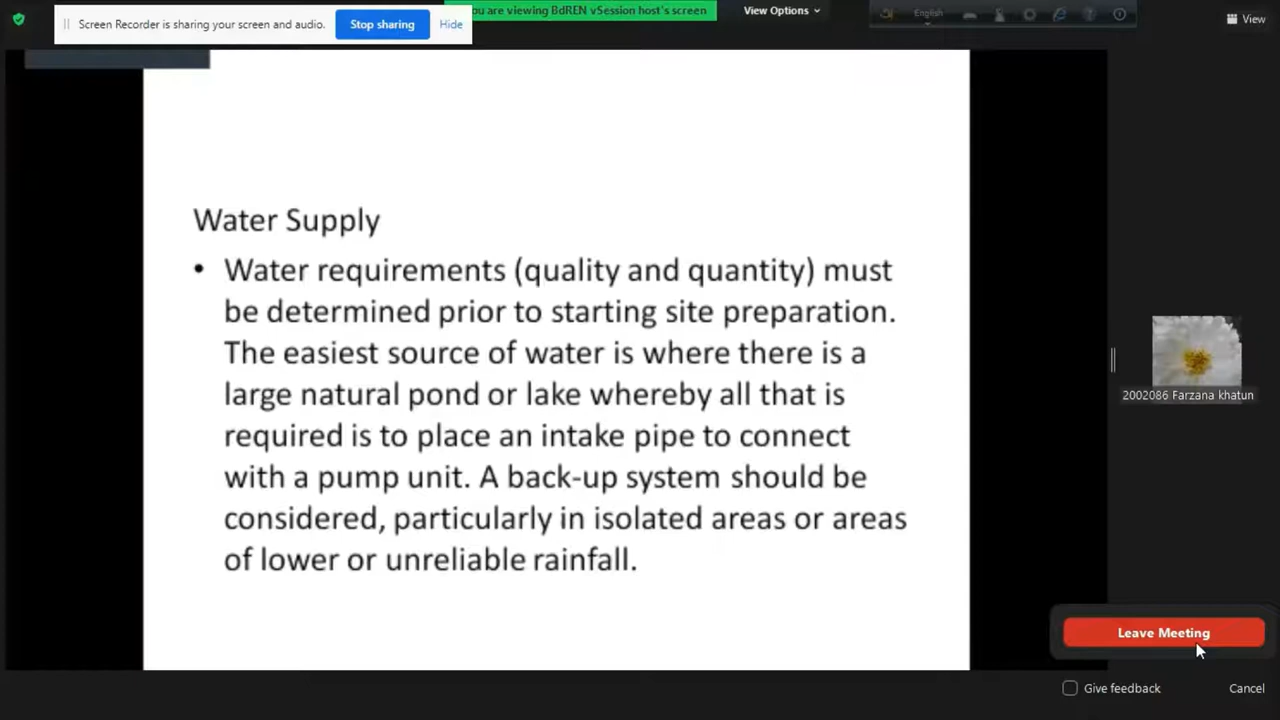 Screen Recorder is sharing your screen and audio.
Stop sharing
Hide
ou are viewing BdREN vSession host's screen
View Options
English
View
Water Supply
• Water requirements (quality and quantity) must
be determined prior to starting site preparation.
The easiest source of water is where there is a
large natural pond or lake whereby all that is
required is to place an intake pipe to connect
with a pump unit. A back-up system should be
considered, particularly in isolated areas or areas
of lower or unreliable rainfall.
2002086 Farzana khatun
Leave Meeting
Give feedback
Cancel